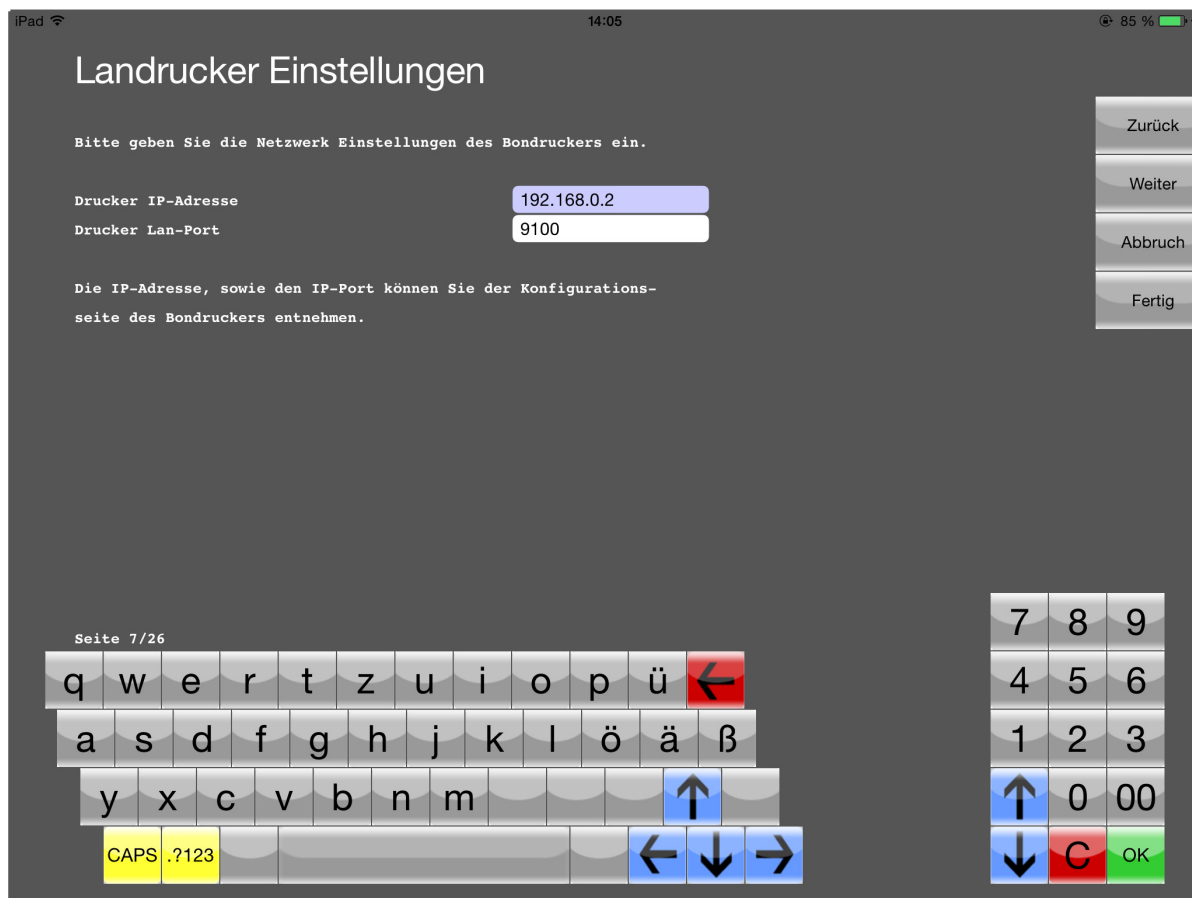 iPad 14:05 85 %
Landrucker Einstellungen
Bitte geben Sie die Netzwerk Einstellungen des Bondruckers ein.
Drucker IP-Adresse 192.168.0.2
Drucker Lan-Port 9100
Die IP-Adresse, sowie den IP-Port können Sie der Konfigurations-
seite des Bondruckers entnehmen.
Zurück
Weiter
Abbruch
Fertig
Seite 7/26
q w e r t z u i o p ü
a s d f g h j k l ö ä ß
y x c v b n m
CAPS .?123
7 8 9
4 5 6
1 2 3
0 00
C OK